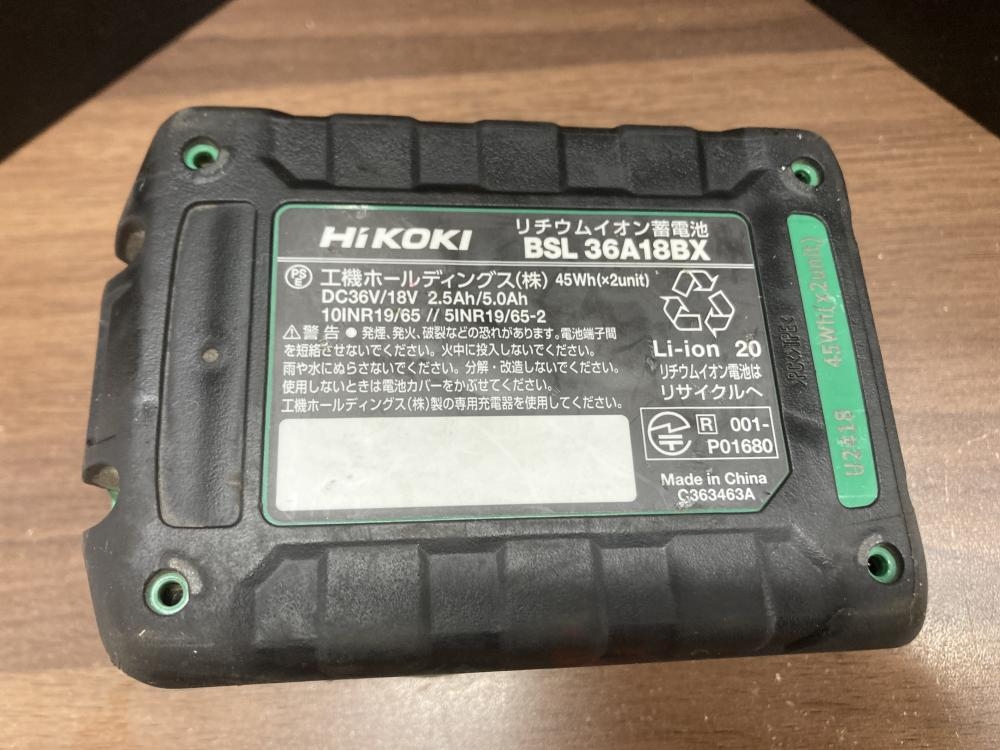 HiKOKI
リチウムイオン蓄電池
BSL 36A18BX
PS
E
工機ホールディングス(株) 45Wh(×2unit)
DC36V/18V 2.5Ah/5.0Ah
10INR19/65 // 5INR19/65-2
⚠警告 ● 発煙、発火、破裂などの恐れがあります。電池端子間
を短絡させないでください。火中に投入しないでください。
雨や水にぬらさないでください。分解・改造しないでください。
使用しないときは電池カバーをかぶせてください。
工機ホールディングス(株)製の専用充電器を使用してください。
Li-ion 20
リチウムイオン電池は
リサイクルへ
R 001-
P01680
Made in China
C363463A
>PC+TPE<
45Wh(x2unit)
U2418